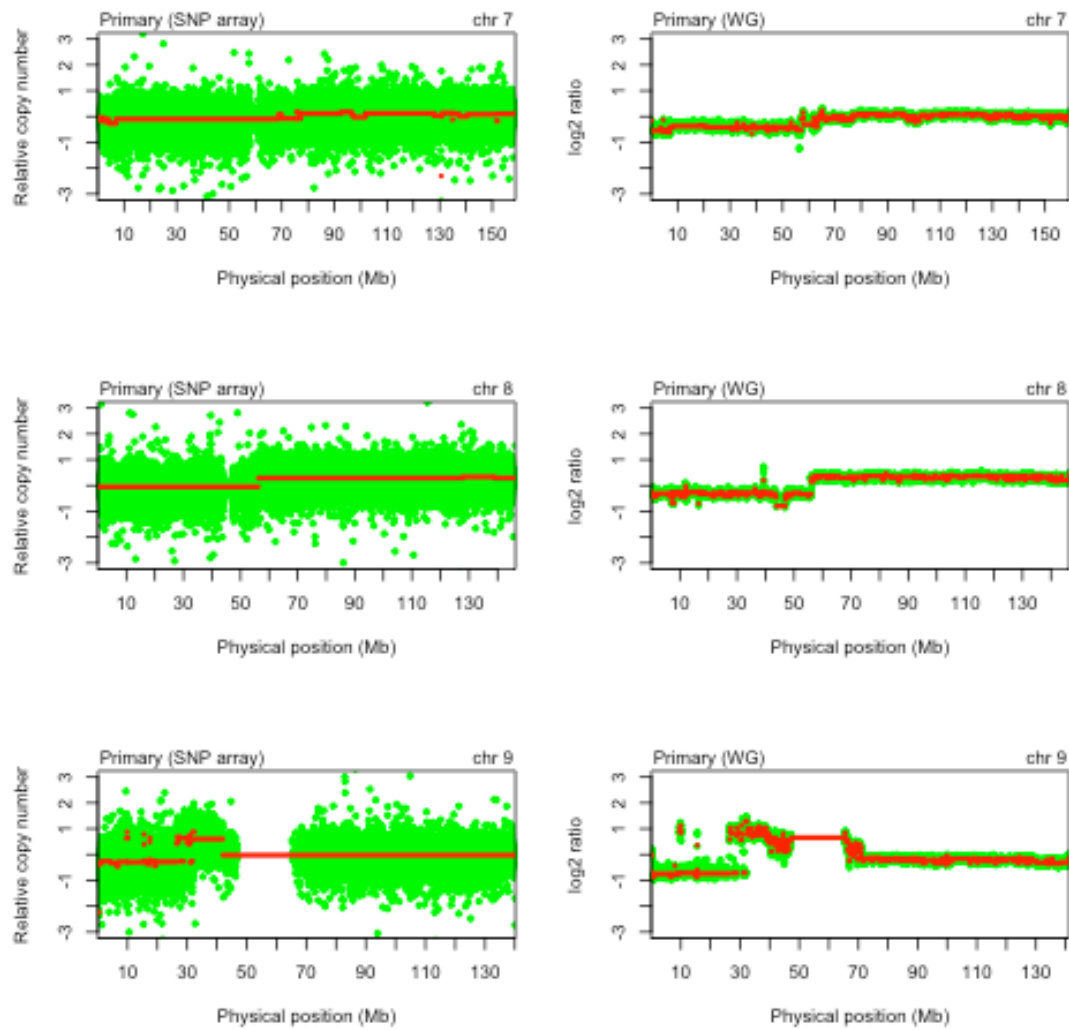 Primary (SNP array) chr 7
Relative copy number
3
2
1
-1
-3
10 30 50 70 90 110 130 150
Physical position (Mb)
Primary (WG) chr 7
log2 ratio
3
2
1
-1
-3
10 30 50 70 90 110 130 150
Physical position (Mb)
Primary (SNP array) chr 8
Relative copy number
3
2
1
-1
-3
10 30 50 70 90 110 130
Physical position (Mb)
Primary (WG) chr 8
log2 ratio
3
2
1
-1
-3
10 30 50 70 90 110 130
Physical position (Mb)
Primary (SNP array) chr 9
Relative copy number
3
2
1
-1
-3
10 30 50 70 90 110 130
Physical position (Mb)
Primary (WG) chr 9
log2 ratio
3
2
1
-1
-3
10 30 50 70 90 110 130
Physical position (Mb)